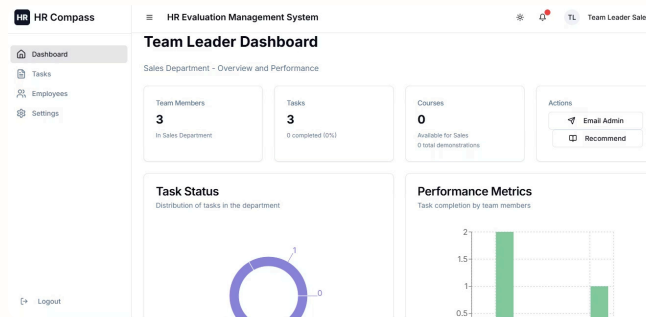 HR HR Compass
HR Evaluation Management System
TL Team Leader Sale
Dashboard
Tasks
Employees
Settings
Logout
Team Leader Dashboard
Sales Department - Overview and Performance
Team Members
3
In Sales Department
Tasks
3
0 completed (0%)
Courses
0
Available for Sales
0 total demonstrations
Actions
Email Admin
Recommend
Task Status
Distribution of tasks in the department
1
0
Performance Metrics
Task completion by team members
2
1.5
1
0.5